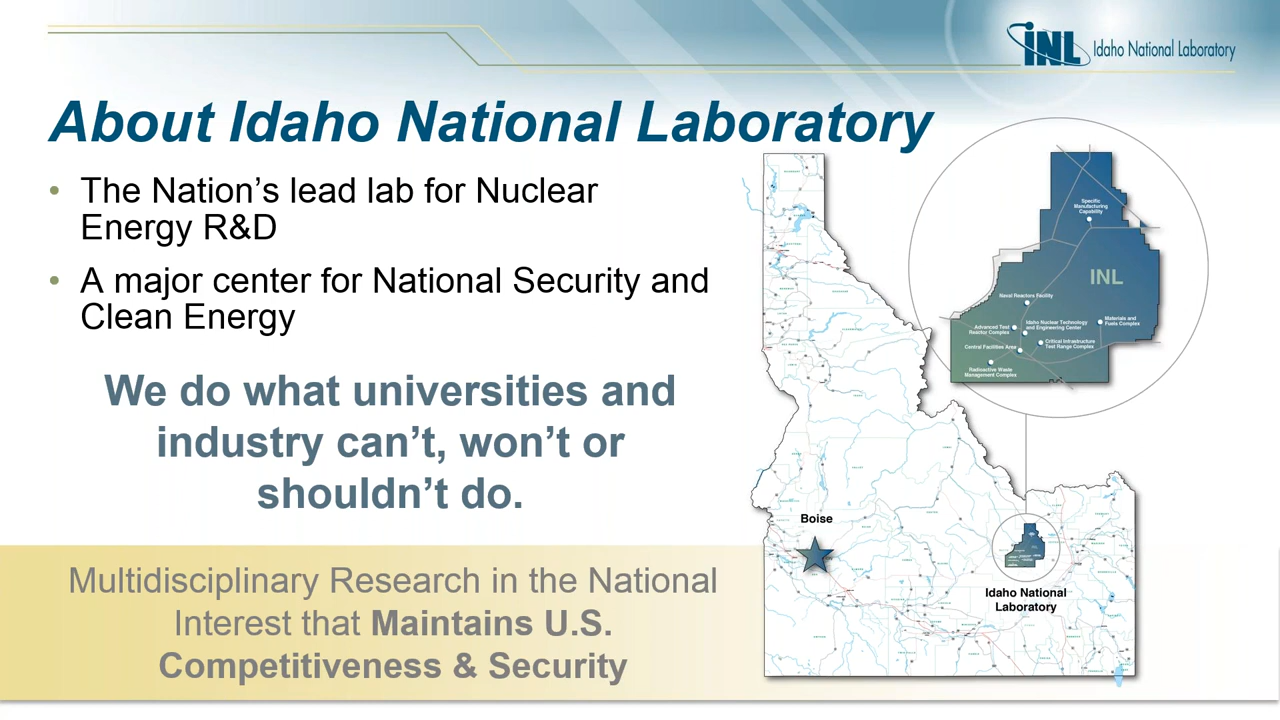 INL Idaho National Laboratory
About Idaho National Laboratory
• The Nation’s lead lab for Nuclear
Energy R&D
• A major center for National Security and
Clean Energy
We do what universities and
industry can’t, won’t or
shouldn’t do.
Multidisciplinary Research in the National
Interest that Maintains U.S.
Competitiveness & Security
Specific
Manufacturing
Capability
INL
Naval Reactors Facility
Advanced Test
Reactor Complex
Idaho Nuclear Technology
and Engineering Center
Materials and
Fuels Complex
Central Facilities Area
Critical Infrastructure
Test Range Complex
Radioactive Waste
Management Complex
Boise
Idaho National
Laboratory